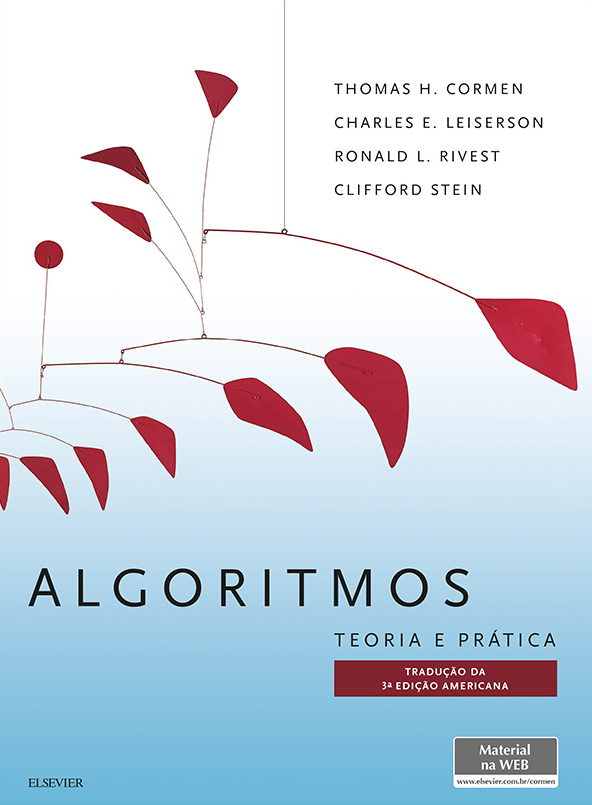 THOMAS H. CORMEN
CHARLES E. LEISERSON
RONALD L. RIVEST
CLIFFORD STEIN
ALGORITMOS
TEORIA E PRÁTICA
TRADUÇÃO DA
3ª EDIÇÃO AMERICANA
Material
na WEB
www.elsevier.com.br/cormen
ELSEVIER